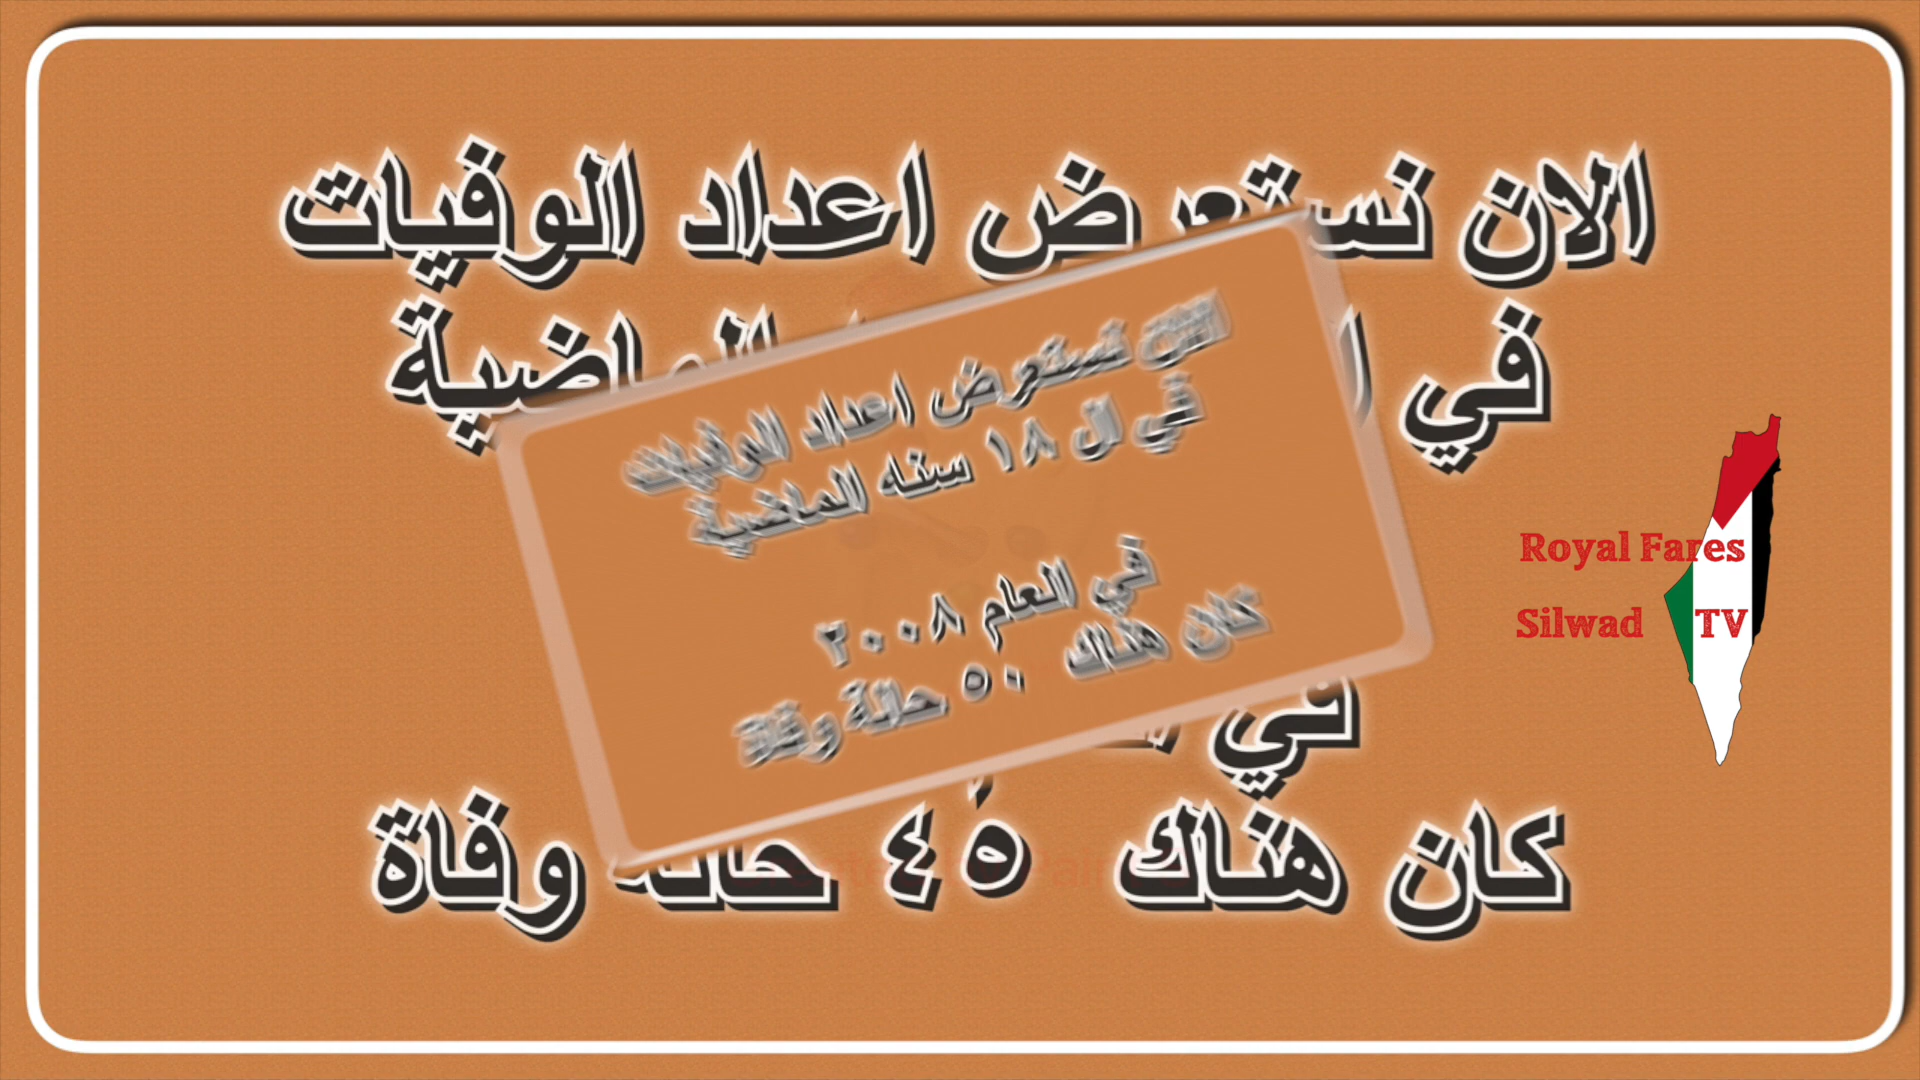 الان نستعرض اعداد الوفيات
في الماضية
الان نستعرض اعداد الوفيات
في ال ١٨ سنه الماضية
في العام ٢٠٠٨
كان هناك ٥٠ حالة وفاة
في
كان هناك ٤٥ حالة وفاة
Royal Fares
Silwad TV